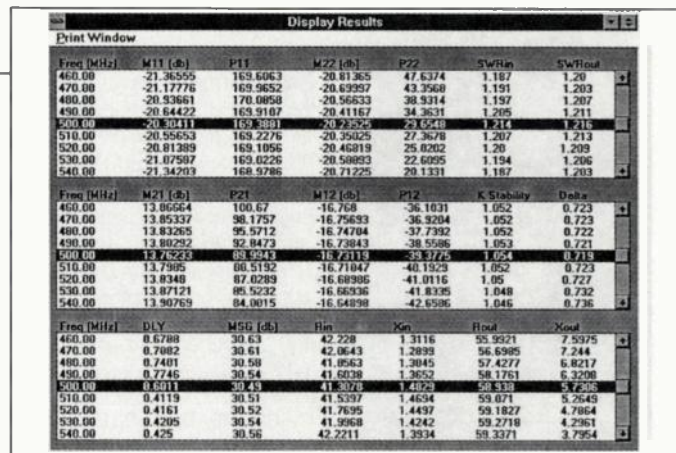 Display Results
Print Window
Freq [MHz] M11 [db] P11 M22 [db] P22 SWRin SWRout
460.00 -21.36555 169.6063 -20.81365 47.6374 1.187 1.20
470.00 -21.17776 169.9652 -20.69997 43.3568 1.191 1.203
480.00 -20.93661 170.0858 -20.56633 38.9314 1.197 1.207
490.00 -20.64422 169.9107 -20.41167 34.3631 1.205 1.211
500.00 -20.30411 169.3881 -20.23525 29.6548 1.214 1.216
510.00 -20.55653 169.2276 -20.35025 27.3678 1.207 1.213
520.00 -20.81389 169.1056 -20.46819 25.0202 1.20 1.209
530.00 -21.07587 169.0226 -20.58893 22.6095 1.194 1.206
540.00 -21.34203 168.9786 -20.71225 20.1331 1.187 1.203
Freq [MHz] M21 [db] P21 M12 [db] P12 K Stability Delta
460.00 13.86664 100.67 -16.768 -36.1031 1.052 0.723
470.00 13.85337 98.1757 -16.75693 -36.9204 1.052 0.723
480.00 13.83265 95.5712 -16.74704 -37.7392 1.052 0.722
490.00 13.80292 92.8473 -16.73843 -38.5586 1.053 0.721
500.00 13.76233 89.9943 -16.73119 -39.3775 1.054 0.719
510.00 13.7985 88.5192 -16.71047 -40.1929 1.052 0.723
520.00 13.8348 87.0289 -16.68986 -41.0116 1.05 0.727
530.00 13.87121 85.5232 -16.66936 -41.8335 1.048 0.732
540.00 13.90769 84.0015 -16.64898 -42.6586 1.046 0.736
Freq [MHz] DLY MSG [db] Rin Xin Rout Xout
460.00 0.6788 30.63 42.228 1.3116 55.9921 7.5975
470.00 0.7082 30.61 42.0643 1.2899 56.6985 7.244
480.00 0.7401 30.58 41.8563 1.3045 57.4277 6.8217
490.00 0.7746 30.54 41.6038 1.3652 58.1761 6.3208
500.00 0.6011 30.49 41.3078 1.4829 58.938 5.7306
510.00 0.4119 30.51 41.5397 1.4694 59.071 5.2649
520.00 0.4161 30.52 41.7695 1.4497 59.1827 4.7864
530.00 0.4205 30.54 41.9968 1.4242 59.2718 4.2961
540.00 0.425 30.56 42.2211 1.3934 59.3371 3.7954